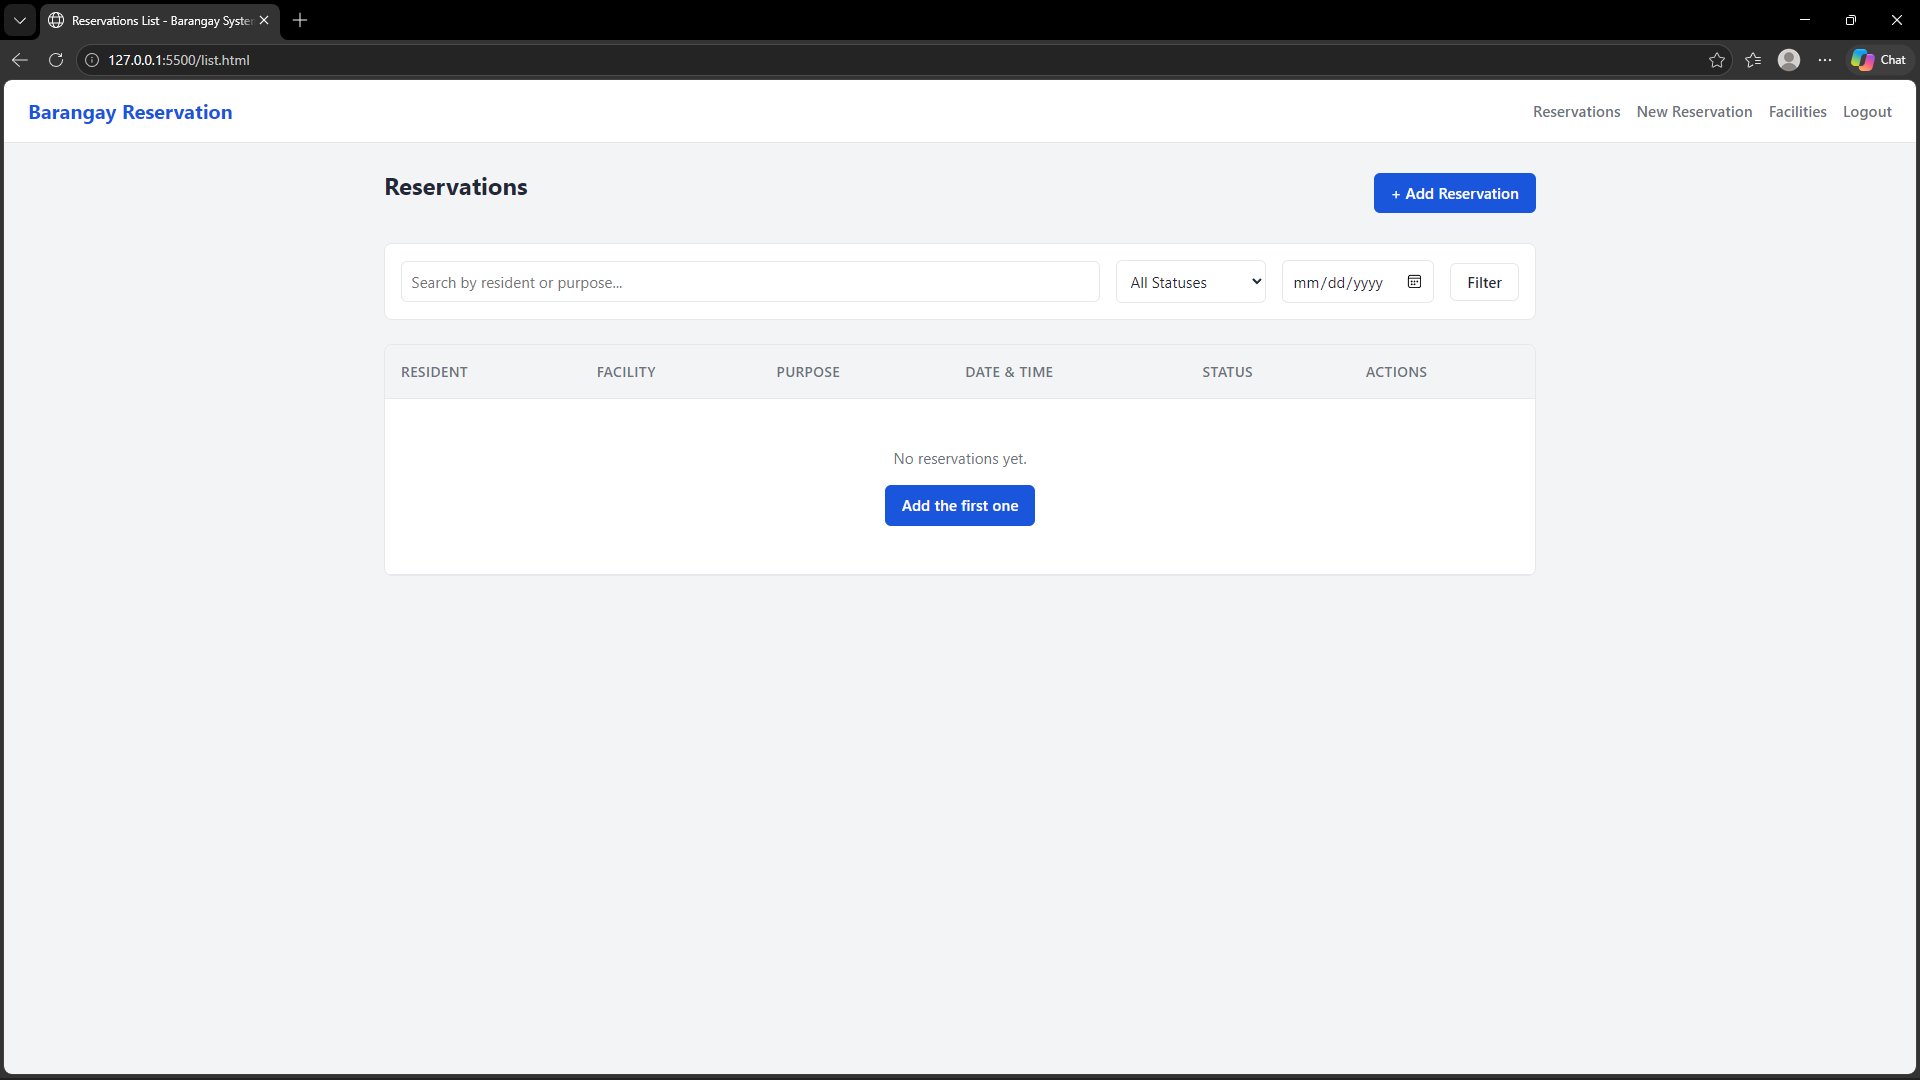 Reservations List - Barangay Syste
127.0.0.1:5500/list.html
Chat
Barangay Reservation
Reservations New Reservation Facilities Logout
Reservations
+ Add Reservation
Search by resident or purpose...
All Statuses
mm/dd/yyyy
Filter
RESIDENT FACILITY PURPOSE DATE & TIME STATUS ACTIONS
No reservations yet.
Add the first one